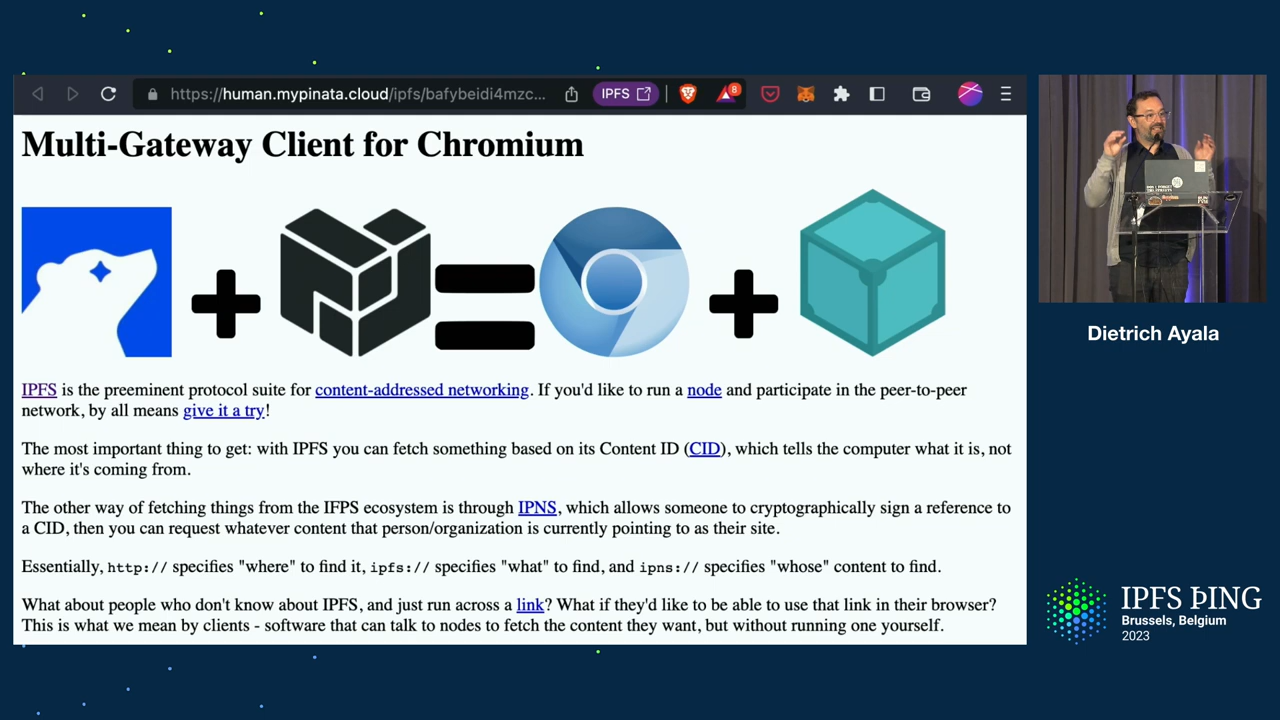 https://human.mypinata.cloud/ipfs/bafybeidi4mzc...
IPFS
8
Multi-Gateway Client for Chromium
IPFS is the preeminent protocol suite for content-addressed networking. If you'd like to run a node and participate in the peer-to-peer
network, by all means give it a try!
The most important thing to get: with IPFS you can fetch something based on its Content ID (CID), which tells the computer what it is, not
where it's coming from.
The other way of fetching things from the IFPS ecosystem is through IPNS, which allows someone to cryptographically sign a reference to
a CID, then you can request whatever content that person/organization is currently pointing to as their site.
Essentially, http:// specifies "where" to find it, ipfs:// specifies "what" to find, and ipns:// specifies "whose" content to find.
What about people who don't know about IPFS, and just run across a link? What if they'd like to be able to use that link in their browser?
This is what we mean by clients - software that can talk to nodes to fetch the content they want, but without running one yourself.
Dietrich Ayala
IPFS ÞING
Brussels, Belgium
2023